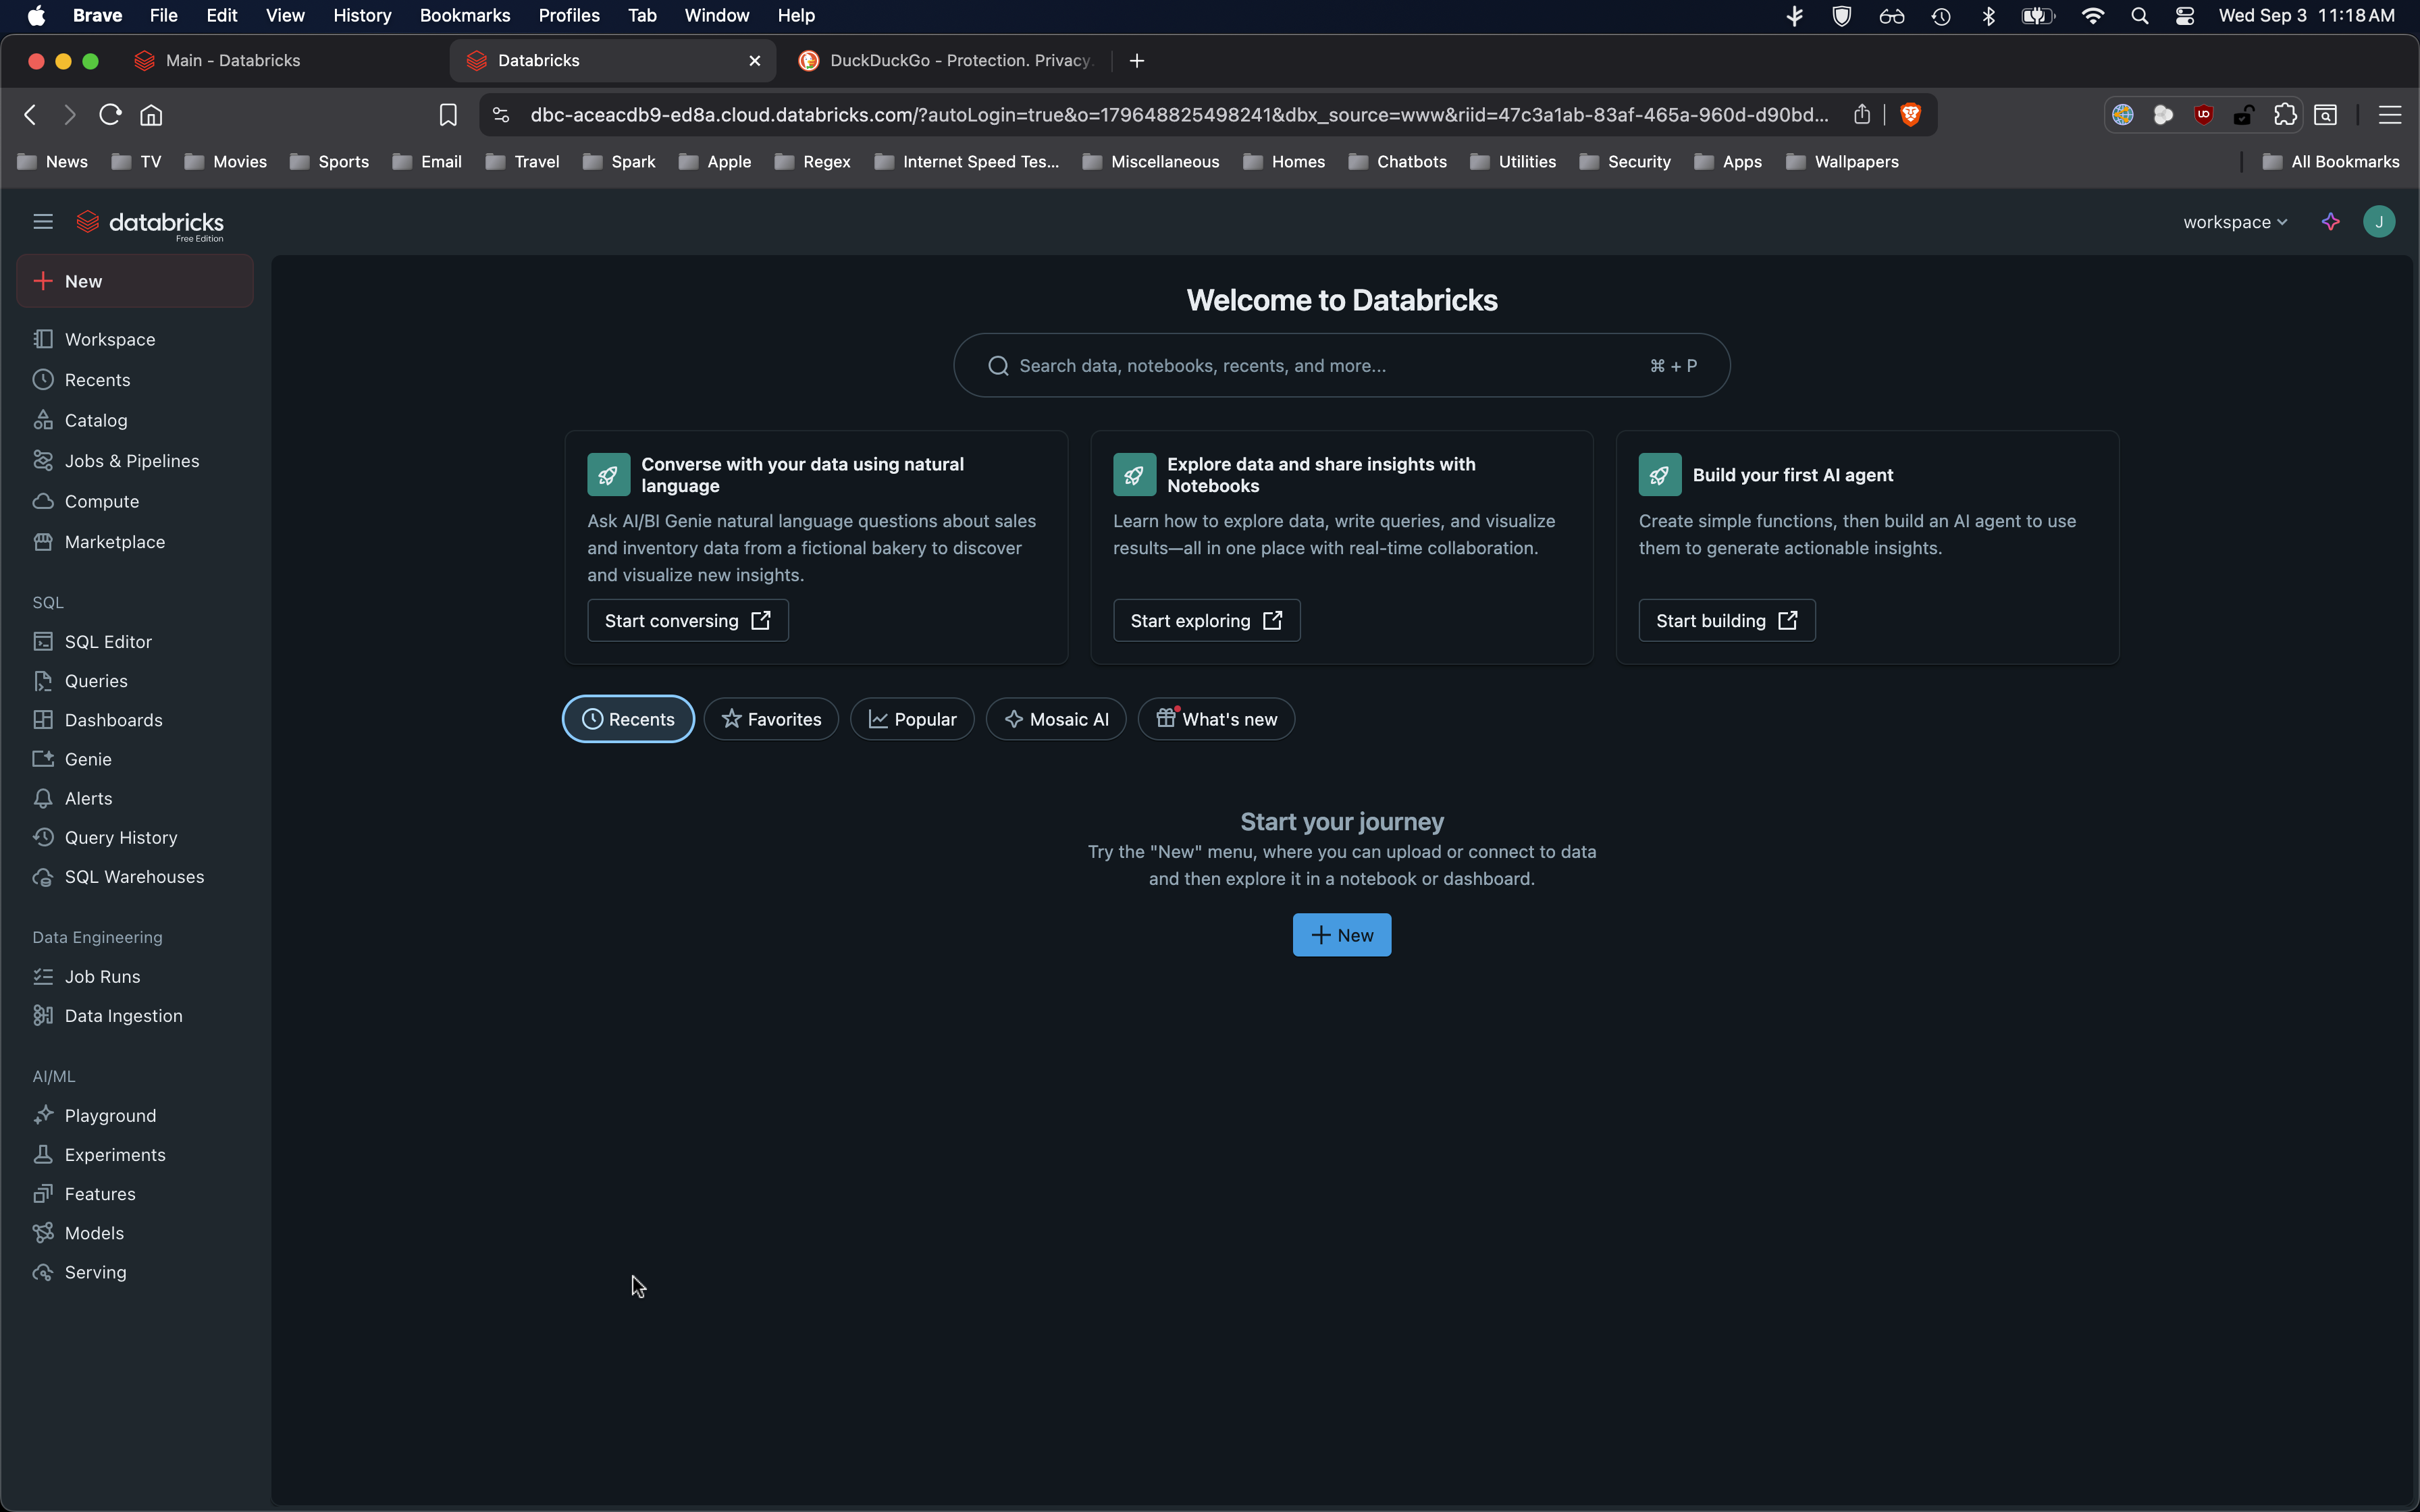 Brave File Edit View History Bookmarks Profiles Tab Window Help Wed Sep 3 11:18 AM
Main - Databricks Databricks DuckDuckGo - Protection. Privacy.
dbc-aceacdb9-ed8a.cloud.databricks.com/?autoLogin=true&o=179648825498241&dbx_source=www&riid=47c3a1ab-83af-465a-960d-d90bd...
News TV Movies Sports Email Travel Spark Apple Regex Internet Speed Tes... Miscellaneous Homes Chatbots Utilities Security Apps Wallpapers All Bookmarks
databricks
Free Edition
workspace
J
New
Workspace
Recents
Catalog
Jobs & Pipelines
Compute
Marketplace
SQL
SQL Editor
Queries
Dashboards
Genie
Alerts
Query History
SQL Warehouses
Data Engineering
Job Runs
Data Ingestion
AI/ML
Playground
Experiments
Features
Models
Serving
Welcome to Databricks
Search data, notebooks, recents, and more... ⌘ + P
Converse with your data using natural
language
Ask AI/BI Genie natural language questions about sales
and inventory data from a fictional bakery to discover
and visualize new insights.
Start conversing
Explore data and share insights with
Notebooks
Learn how to explore data, write queries, and visualize
results—all in one place with real-time collaboration.
Start exploring
Build your first AI agent
Create simple functions, then build an AI agent to use
them to generate actionable insights.
Start building
Recents Favorites Popular Mosaic AI What's new
Start your journey
Try the "New" menu, where you can upload or connect to data
and then explore it in a notebook or dashboard.
New